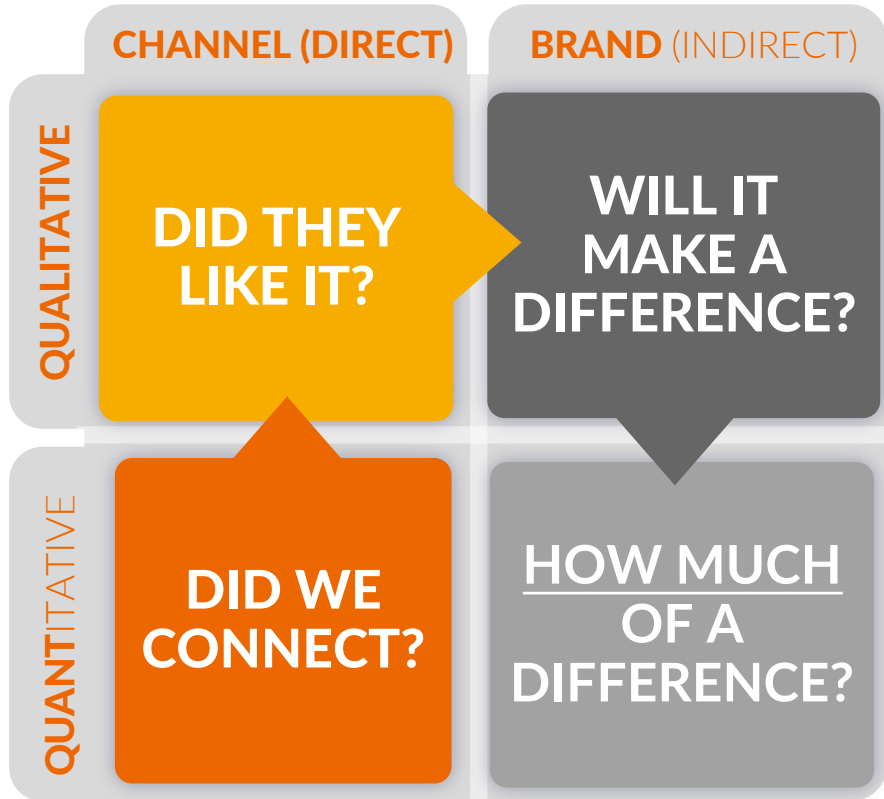 CHANNEL (DIRECT)
BRAND (INDIRECT)
QUALITATIVE
DID THEY
LIKE IT?
WILL IT
MAKE A
DIFFERENCE?
QUANTITATIVE
DID WE
CONNECT?
HOW MUCH
OF A
DIFFERENCE?